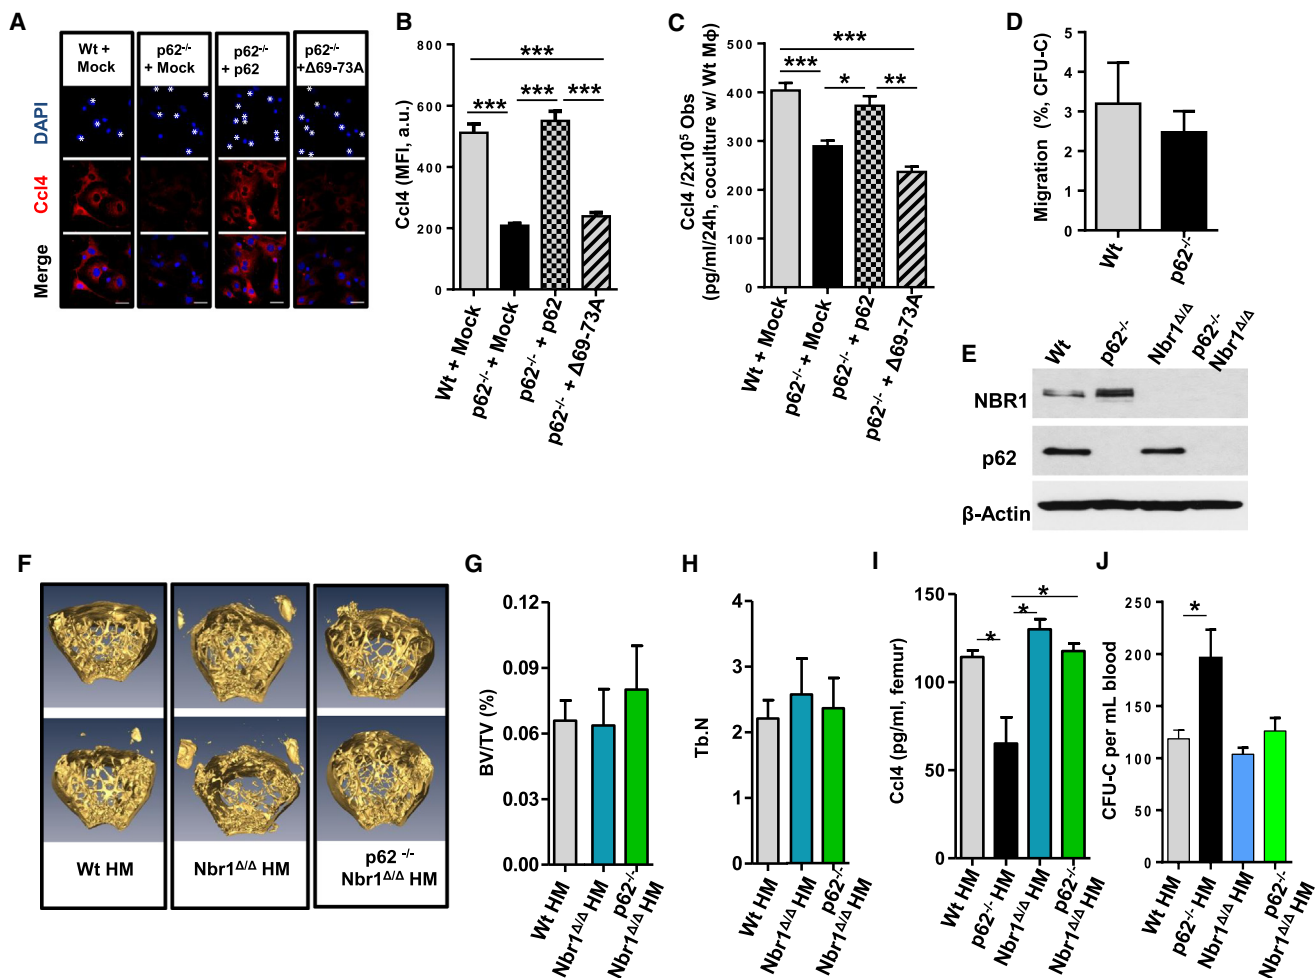 A
Wt +
Mock
p62-/-
+ Mock
p62-/-
+ p62
p62-/-
+Δ69-73A
DAPI
Ccl4
Merge
B
Ccl4 (MFI, a.u.)
800
600
400
200
0
***
***
***
***
Wt + Mock
p62-/- + Mock
p62-/- + p62
p62-/- + Δ69-73A
C
Ccl4 /2x10⁵ Obs
(pg/ml/24h, coculture w/ Wt Mϕ)
400
300
200
400
100
0
***
***
*
**
Wt + Mock
p62-/- + Mock
p62-/- + p62
p62-/- + Δ69-73A
D
Migration (%, CFU-C)
5
4
3
2
1
0
Wt
p62-/-
E
Wt
p62-/-
Nbr1Δ/Δ
p62-/-
Nbr1Δ/Δ
NBR1
p62
β-Actin
F
Wt HM
Nbr1Δ/Δ HM
p62 -/-
Nbr1Δ/Δ HM
G
BV/TV (%)
0.12
0.09
0.06
0.03
0.00
Wt HM
Nbr1Δ/Δ HM
p62-/-
Nbr1Δ/Δ HM
H
Tb.N
4
3
2
1
0
Wt HM
Nbr1Δ/Δ HM
p62-/-
Nbr1Δ/Δ HM
I
Ccl4 (pg/ml, femur)
150
100
50
0
*
*
*
Wt HM
p62-/- HM
Nbr1Δ/Δ HM
p62-/-
Nbr1Δ/Δ HM
J
CFU-C per mL blood
250
200
150
100
50
0
*
Wt HM
p62-/- HM
Nbr1Δ/Δ HM
p62-/-
Nbr1Δ/Δ HM